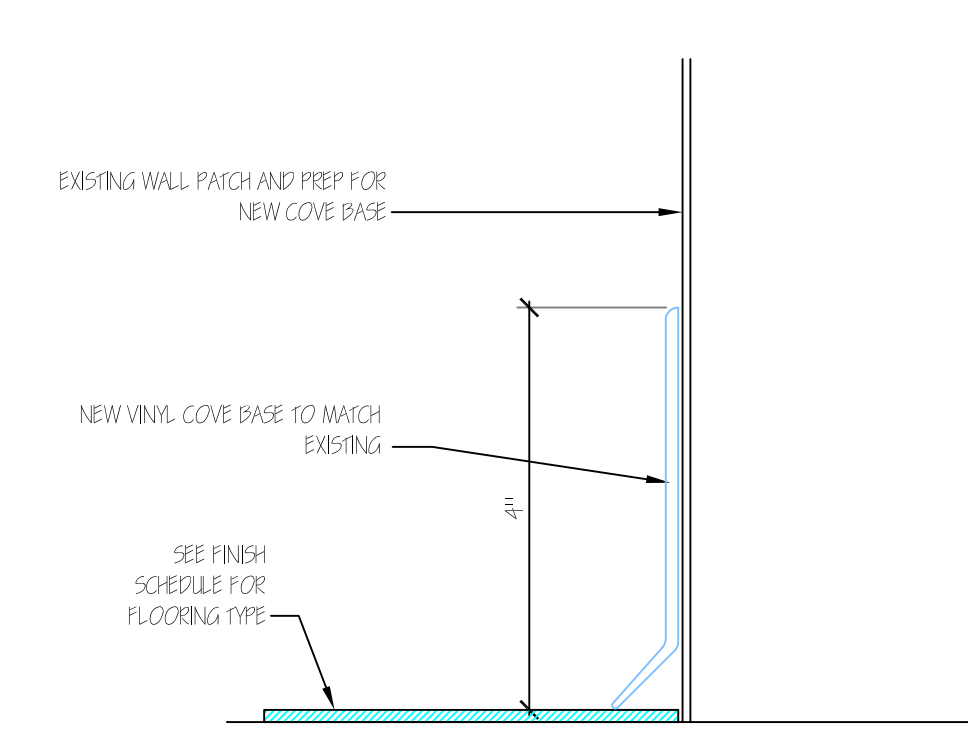 EXISTING WALL PATCH AND PREP FOR
NEW COVE BASE
NEW VINYL COVE BASE TO MATCH
EXISTING
4"
SEE FINISH
SCHEDULE FOR
FLOORING TYPE